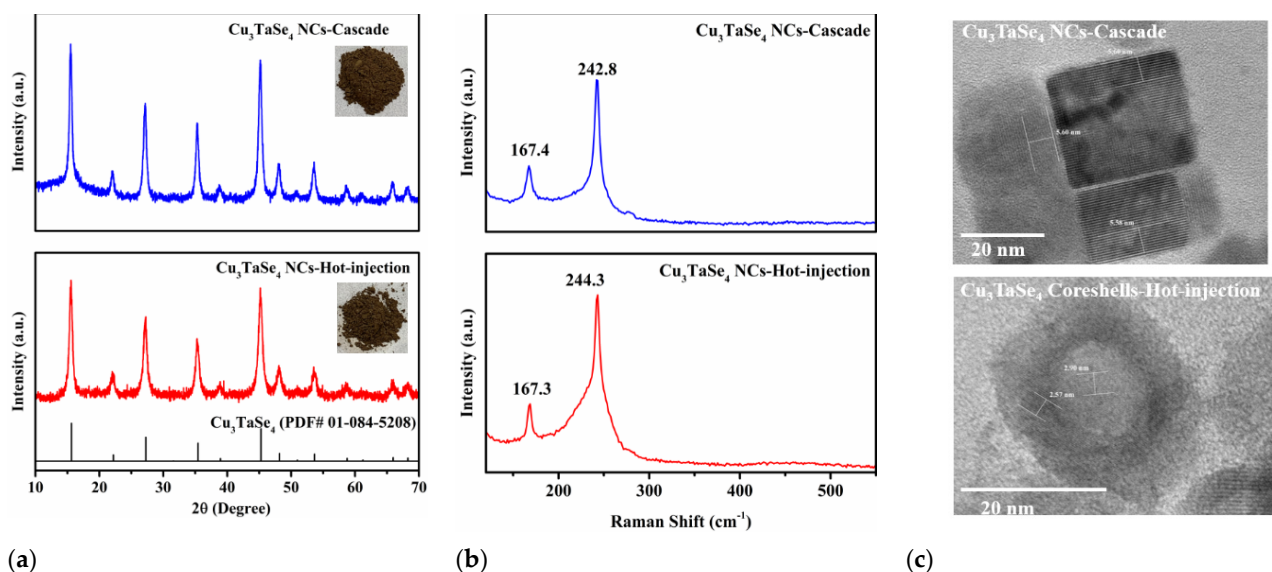 Cu₃TaSe₄ NCs-Cascade
Intensity (a.u.)
Cu₃TaSe₄ NCs-Hot-injection
Intensity (a.u.)
Cu₃TaSe₄ (PDF# 01-084-5208)
10 20 30 40 50 60 70
2θ (Degree)
(a)
Cu₃TaSe₄ NCs-Cascade
242.8
167.4
Intensity (a.u.)
Cu₃TaSe₄ NCs-Hot-injection
244.3
167.3
Intensity (a.u.)
200 300 400 500
Raman Shift (cm⁻¹)
(b)
Cu₃TaSe₄ NCs-Cascade
5.66 nm
5.58 nm
20 nm
Cu₃TaSe₄ Coreshells-Hot-injection
2.98 nm
2.57 nm
20 nm
(c)